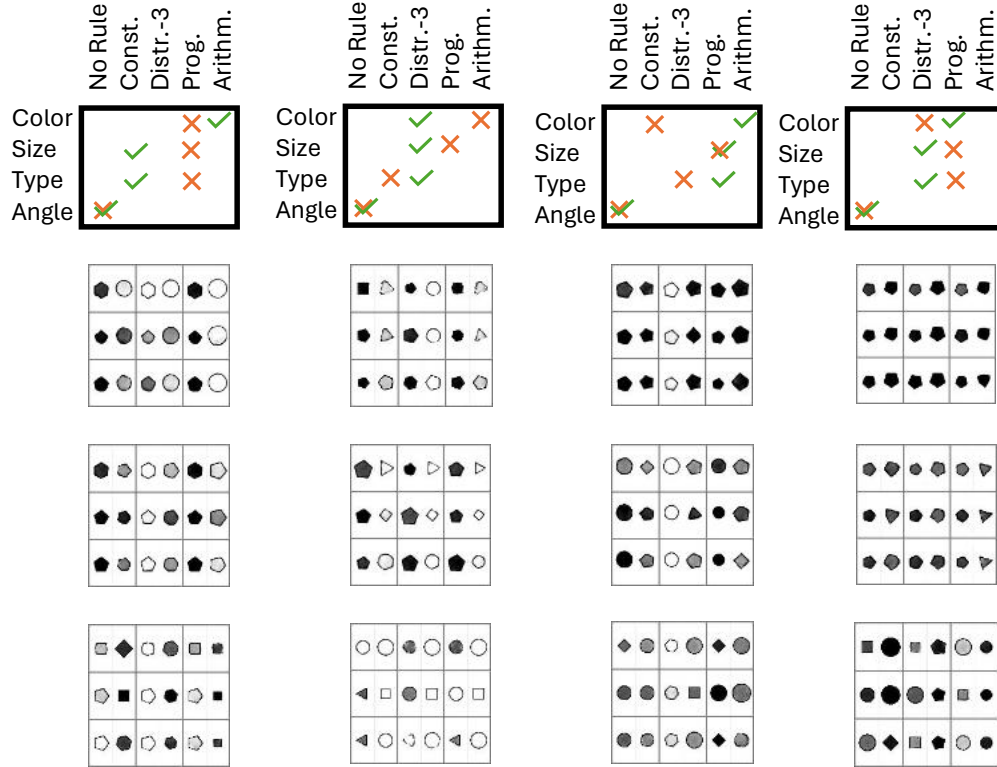 No Rule Const. Distr.-3 Prog. Arithm. No Rule Const. Distr.-3 Prog. Arithm. No Rule Const. Distr.-3 Prog. Arithm. No Rule Const. Distr.-3 Prog. Arithm.
Color Color Color Color
Size Size Size Size
Type Type Type Type
Angle Angle Angle Angle